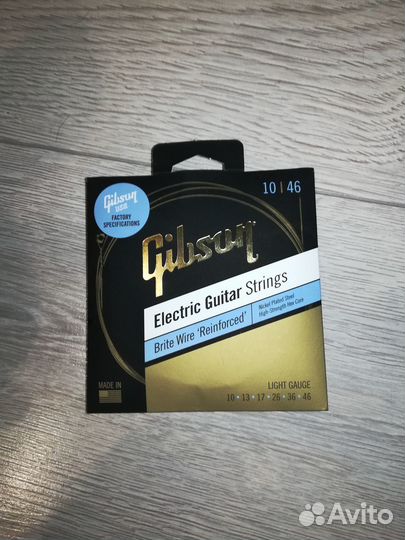 10 | 46
Gibson
USA
FACTORY
SPECIFICATIONS
Gibson
Electric Guitar Strings
Brite Wire 'Reinforced'
Nickel Plated Steel
High-Strength Hex Core
MADE IN
LIGHT GAUGE
10 • 13 • 17 • 26 • 36 • 46
Avito